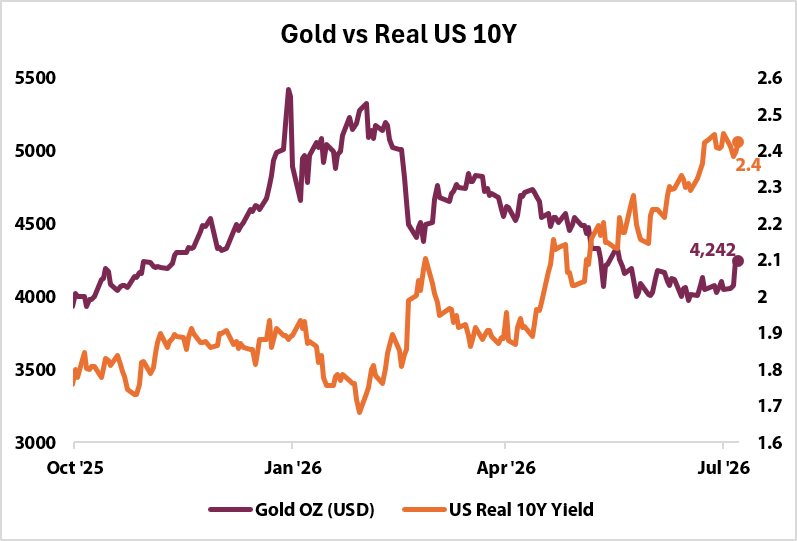 Gold vs Real US 10Y
5500
5000
4500
4000
3500
3000
2.6
2.5
2.4
2.3
2.2
2.1
2
1.9
1.8
1.7
1.6
2.4
4,242
Oct '25
Jan '26
Apr '26
Jul '26
Gold OZ (USD)
US Real 10Y Yield